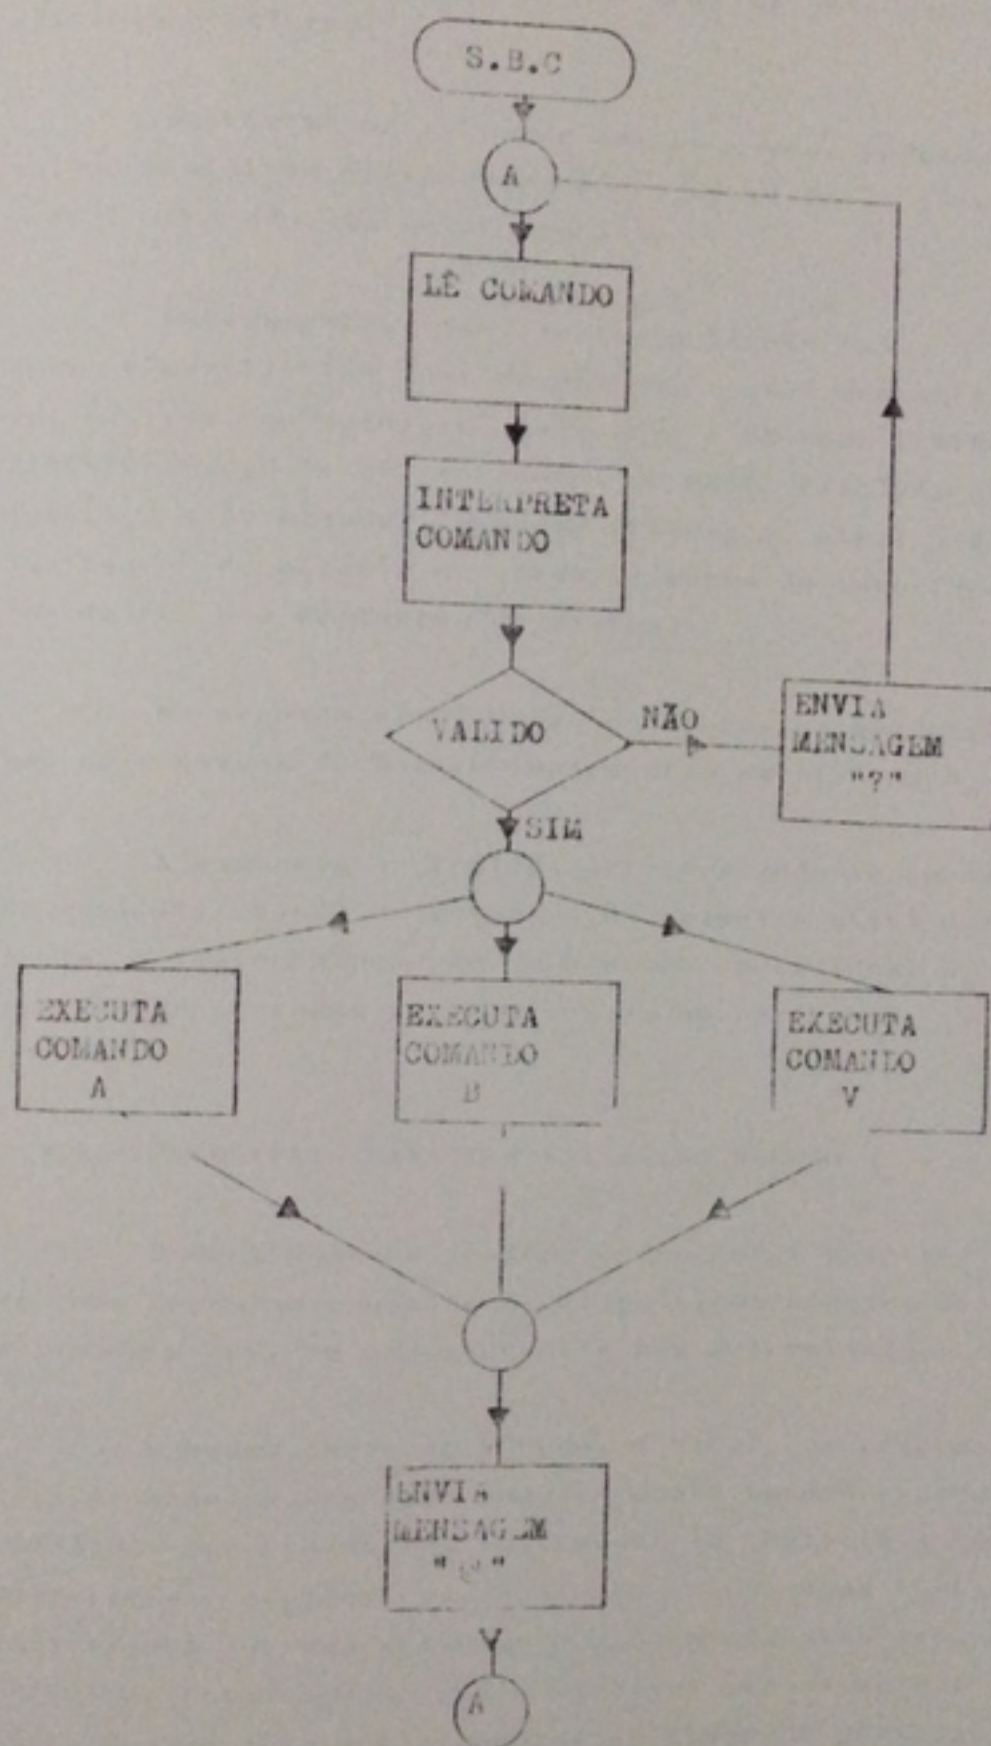 S.B.C
A
LÊ COMANDO
INTERPRETA
COMANDO
VALIDO
NÃO
ENVIA
MENSAGEM
"?"
SIM
EXECUTA
COMANDO
A
EXECUTA
COMANDO
B
EXECUTA
COMANDO
V
ENVIA
MENSAGEM
A